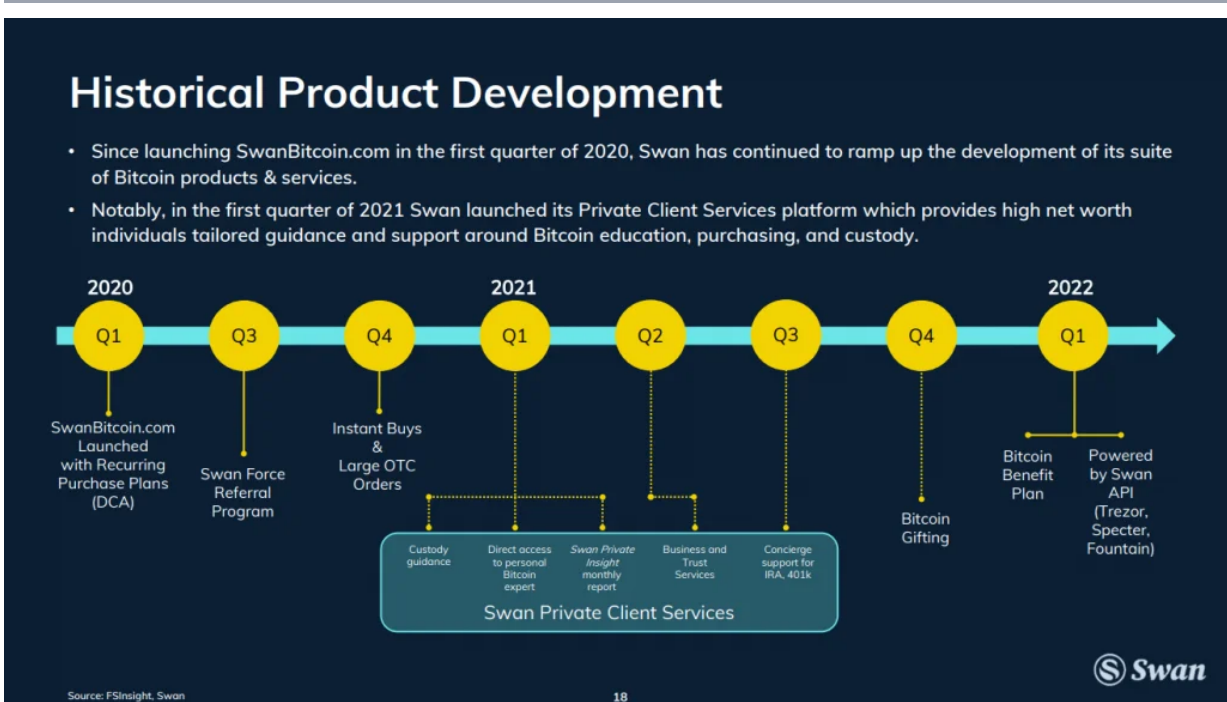 Historical Product Development
• Since launching SwanBitcoin.com in the first quarter of 2020, Swan has continued to ramp up the development of its suite
of Bitcoin products & services.
• Notably, in the first quarter of 2021 Swan launched its Private Client Services platform which provides high net worth
individuals tailored guidance and support around Bitcoin education, purchasing, and custody.
2020
2021
2022
Q1
Q3
Q4
Q1
Q2
Q3
Q4
Q1
SwanBitcoin.com
Launched
with Recurring
Purchase Plans
(DCA)
Swan Force
Referral
Program
Instant Buys
&
Large OTC
Orders
Custody
guidance
Direct access
to personal
Bitcoin
expert
Swan Private
Insight
monthly
report
Business and
Trust
Services
Concierge
support for
IRA, 401k
Swan Private Client Services
Bitcoin
Gifting
Bitcoin
Benefit
Plan
Powered
by Swan
API
(Trezor,
Specter,
Fountain)
Swan
Source: FSInsight, Swan
18